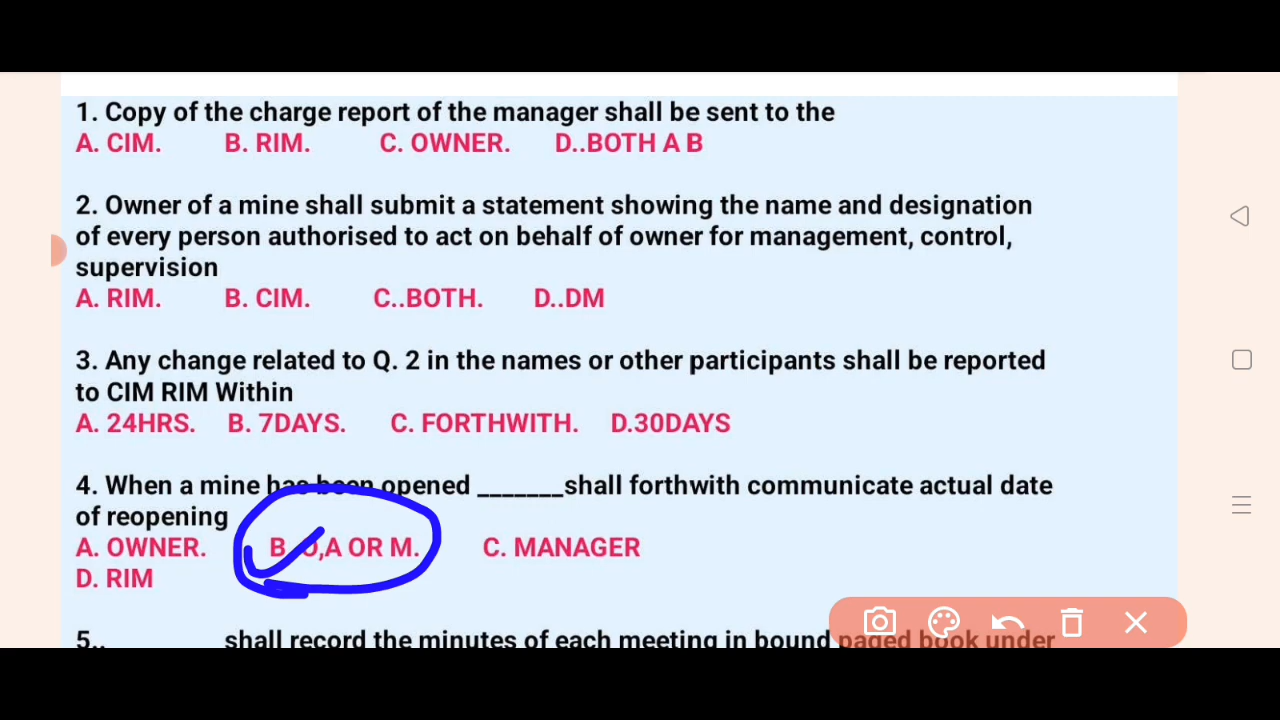 1. Copy of the charge report of the manager shall be sent to the
A. CIM. B. RIM. C. OWNER. D..BOTH A B
2. Owner of a mine shall submit a statement showing the name and designation
of every person authorised to act on behalf of owner for management, control,
supervision
A. RIM. B. CIM. C..BOTH. D..DM
3. Any change related to Q. 2 in the names or other participants shall be reported
to CIM RIM Within
A. 24HRS. B. 7DAYS. C. FORTHWITH. D.30DAYS
4. When a mine has been opened _______shall forthwith communicate actual date
of reopening
A. OWNER. B. O,A OR M. C. MANAGER
D. RIM
5.. shall record the minutes of each meeting in bound paged book under